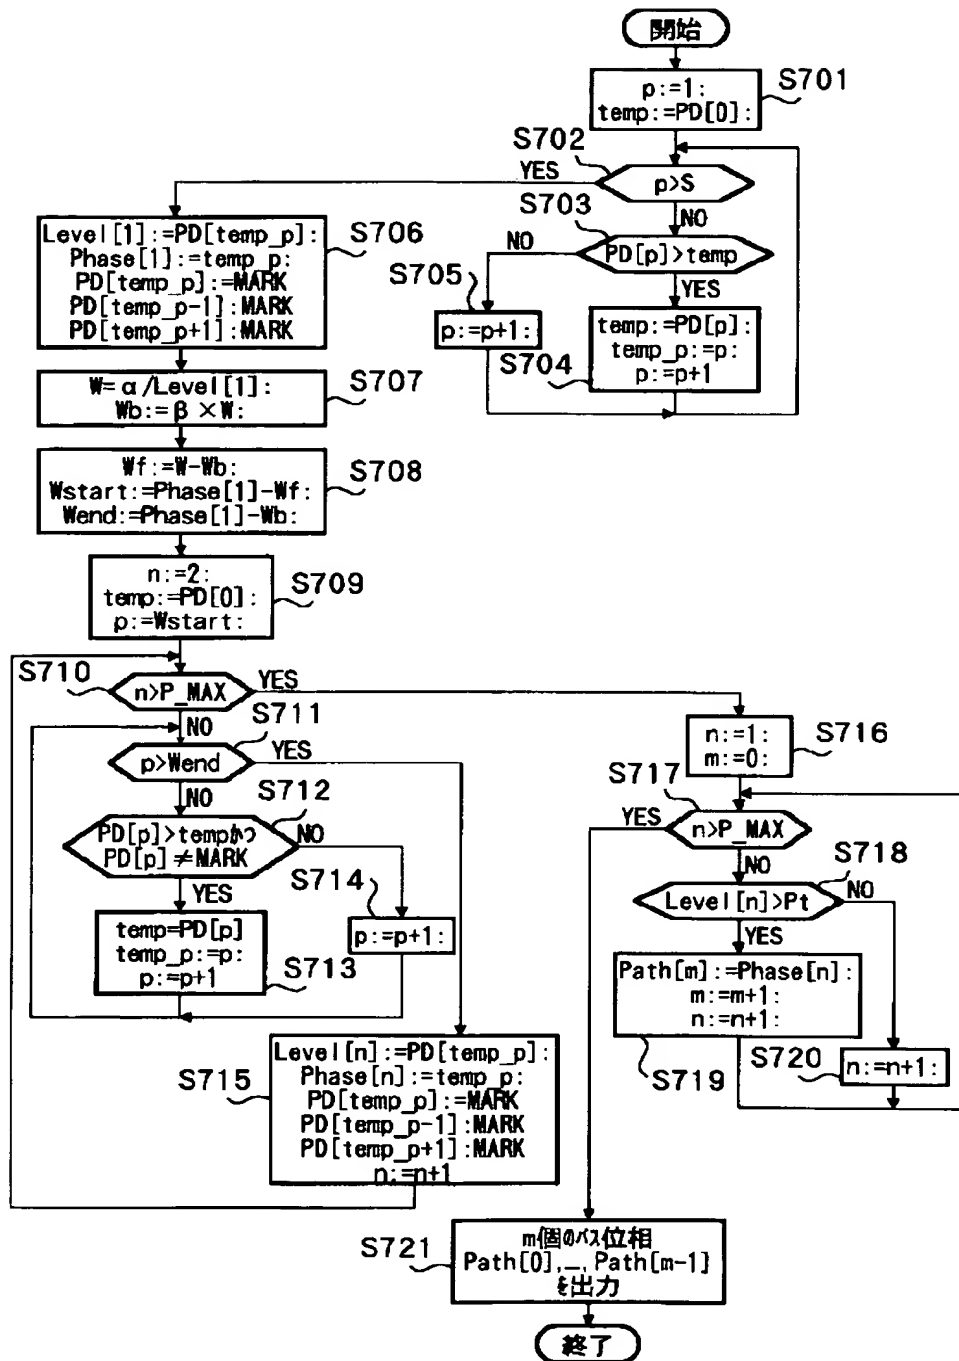 開始
S701
p:=1:
temp:=PD[0]:
S702
p>S
YES
NO
S703
PD[p]>temp
NO
YES
S705
p:=p+1:
S704
temp:=PD[p]:
temp_p:=p:
p:=p+1
S706
Level[1]:=PD[temp_p]:
Phase[1]:=temp_p:
PD[temp_p]:=MARK
PD[temp_p-1]:MARK
PD[temp_p+1]:MARK
S707
W=α/Level[1]:
Wb:=β×W:
S708
Wf:=W-Wb:
Wstart:=Phase[1]-Wf:
Wend:=Phase[1]-Wb:
S709
n:=2:
temp:=PD[0]:
p:=Wstart:
S710
n>P_MAX
YES
NO
S711
p>Wend
YES
NO
S712
PD[p]>tempかつ
PD[p]≠MARK
NO
YES
S714
p:=p+1:
S713
temp=PD[p]
temp_p:=p:
p:=p+1
S715
Level[n]:=PD[temp_p]:
Phase[n]:=temp_p:
PD[temp_p]:=MARK
PD[temp_p-1]:MARK
PD[temp_p+1]:MARK
n:=n+1
S716
n:=1:
m:=0:
S717
n>P_MAX
YES
NO
S718
Level[n]>Pt
NO
YES
S719
Path[m]:=Phase[n]:
m:=m+1:
n:=n+1:
S720
n:=n+1:
S721
m個のパス位相
Path[0],…,Path[m-1]
を出力
終了